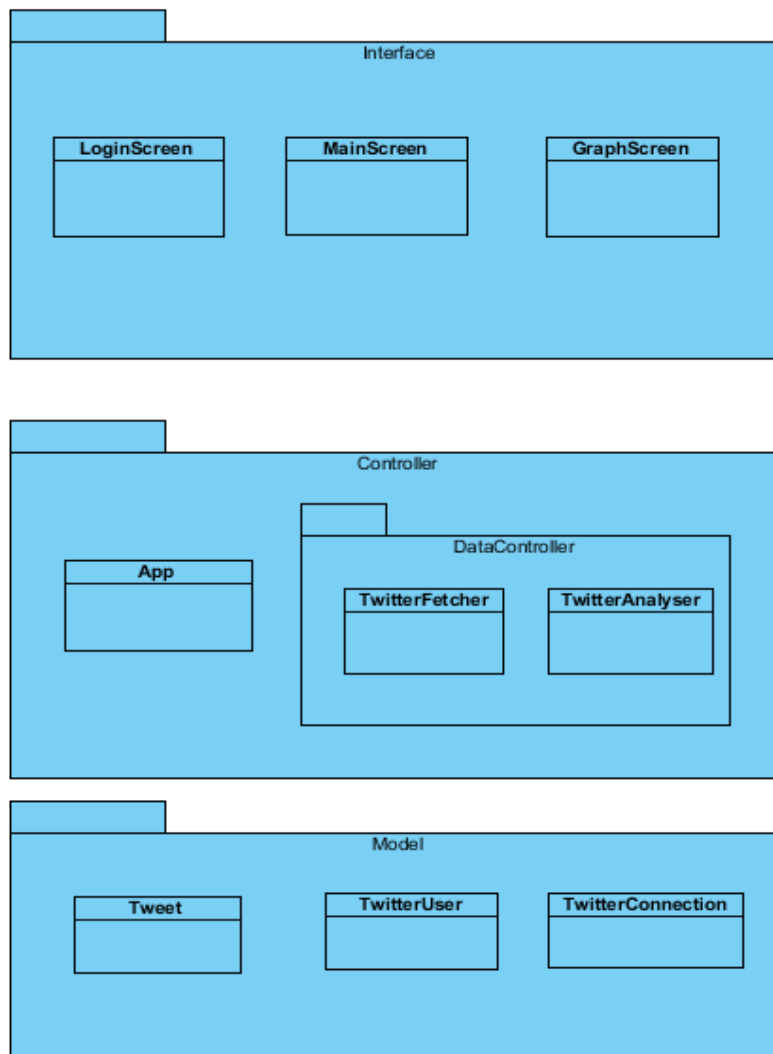 Interface
LoginScreen
MainScreen
GraphScreen
Controller
App
DataController
TwitterFetcher
TwitterAnalyser
Model
Tweet
TwitterUser
TwitterConnection